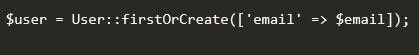 $user = User::firstOrCreate(['email' => $email]);